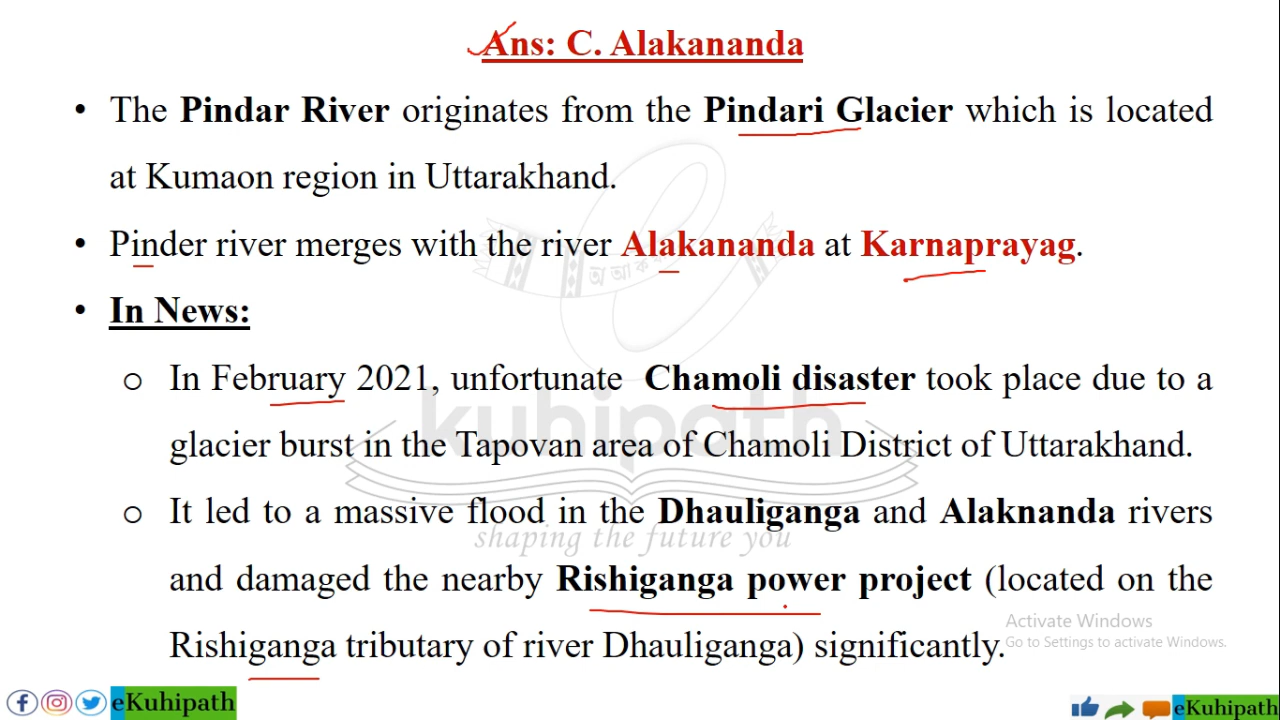 Ans: C. Alakananda
• The Pindar River originates from the Pindari Glacier which is located
at Kumaon region in Uttarakhand.
• Pinder river merges with the river Alakananda at Karnaprayag.
• In News:
o In February 2021, unfortunate Chamoli disaster took place due to a
glacier burst in the Tapovan area of Chamoli District of Uttarakhand.
o It led to a massive flood in the Dhauliganga and Alaknanda rivers
and damaged the nearby Rishiganga power project (located on the
Rishiganga tributary of river Dhauliganga) significantly.
অ আ ক
kuhipath
shaping the future you
Activate Windows
Go to Settings to activate Windows.
eKuhipath
eKuhipath